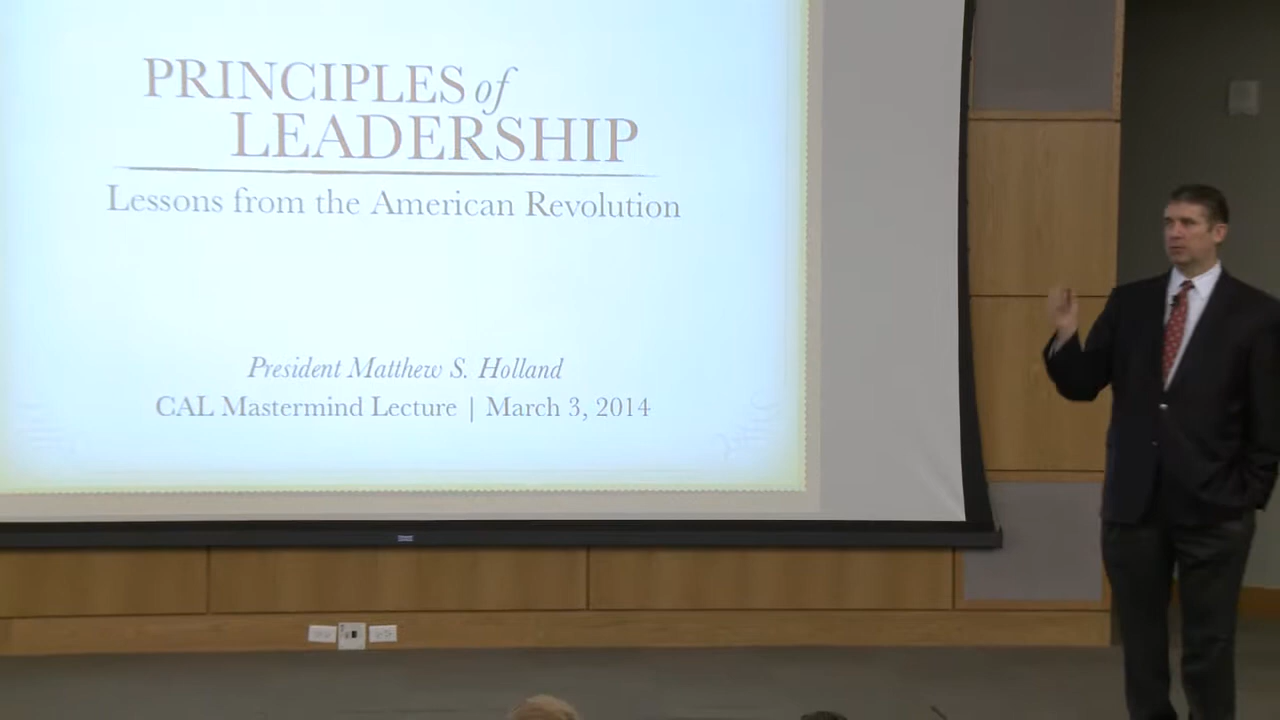 PRINCIPLES of
LEADERSHIP
Lessons from the American Revolution
President Matthew S. Holland
CAL Mastermind Lecture | March 3, 2014